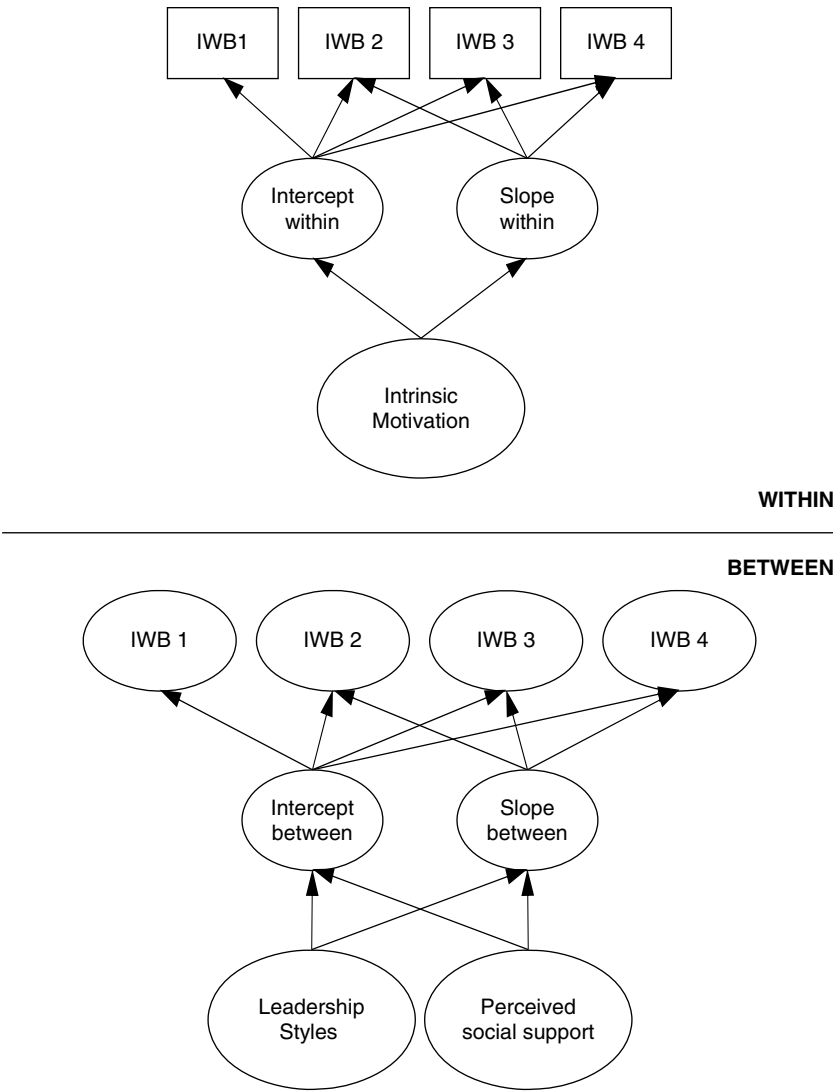 IWB1 IWB 2 IWB 3 IWB 4
Intercept
within
Slope
within
Intrinsic
Motivation
WITHIN
BETWEEN
IWB 1 IWB 2 IWB 3 IWB 4
Intercept
between
Slope
between
Leadership
Styles
Perceived
social support